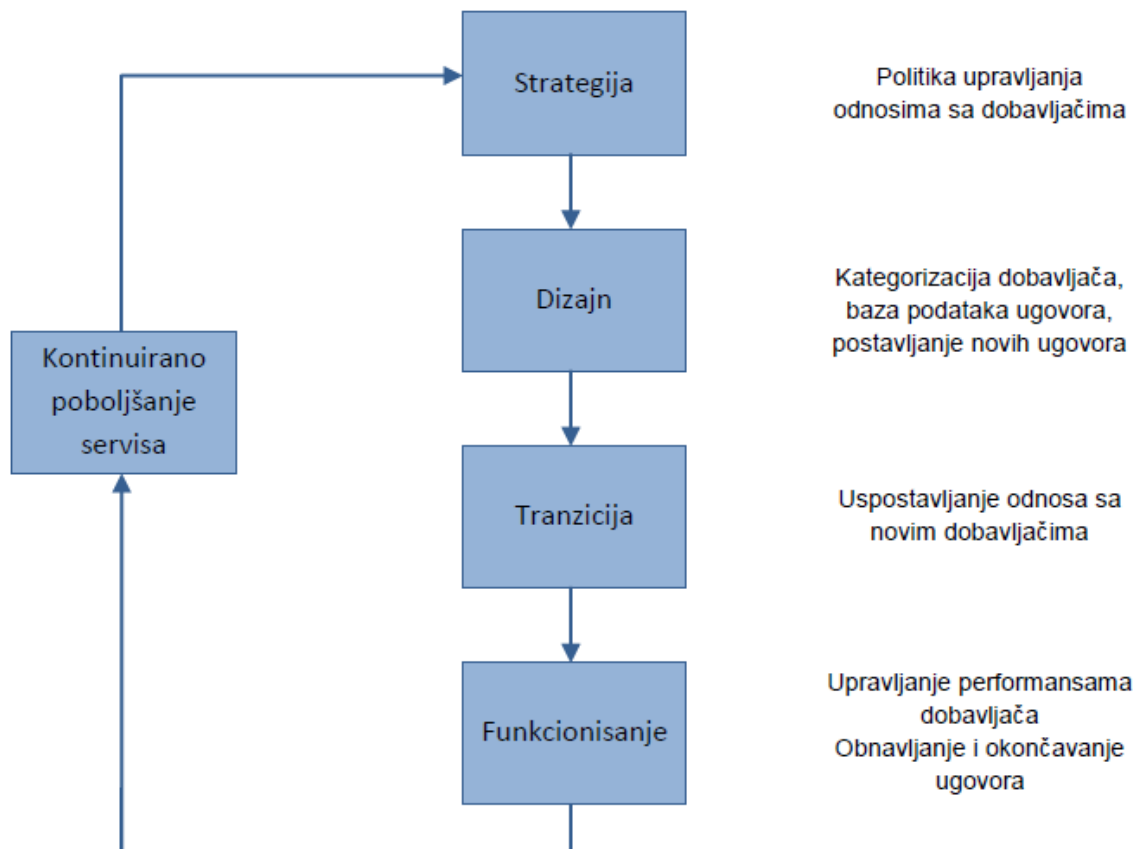 Strategija
Politika upravljanja
odnosima sa dobavljačima
Dizajn
Kategorizacija dobavljača,
baza podataka ugovora,
postavljanje novih ugovora
Kontinuirano
poboljšanje
servisa
Tranzicija
Uspostavljanje odnosa sa
novim dobavljačima
Funkcionisanje
Upravljanje performansama
dobavljača
Obnavljanje i okončavanje
ugovora